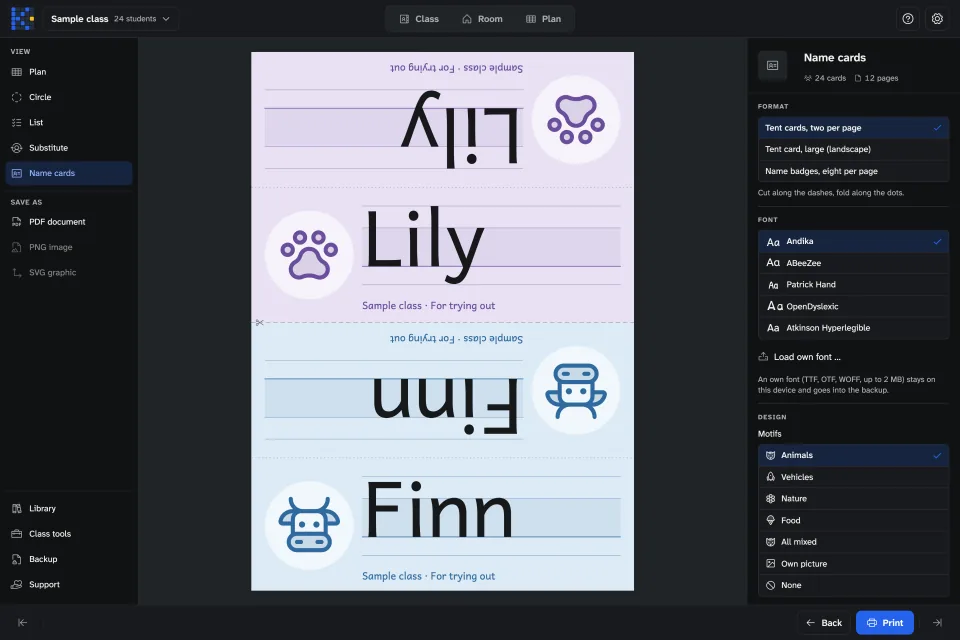 Sample class 24 students
Class
Room
Plan
VIEW
Plan
Circle
List
Substitute
Name cards
SAVE AS
PDF document
PNG image
SVG graphic
Library
Class tools
Backup
Support
Sample class · For trying out
Lily
Lily
Sample class · For trying out
Sample class · For trying out
Finn
Finn
Sample class · For trying out
Name cards
24 cards 12 pages
FORMAT
Tent cards, two per page
Tent card, large (landscape)
Name badges, eight per page
Cut along the dashes, fold along the dots.
FONT
Aa Andika
Aa ABeeZee
Aa Patrick Hand
Aa OpenDyslexic
Aa Atkinson Hyperlegible
Load own font ...
An own font (TTF, OTF, WOFF, up to 2 MB) stays on
this device and goes into the backup.
DESIGN
Motifs
Animals
Vehicles
Nature
Food
All mixed
Own picture
None
Back
Print